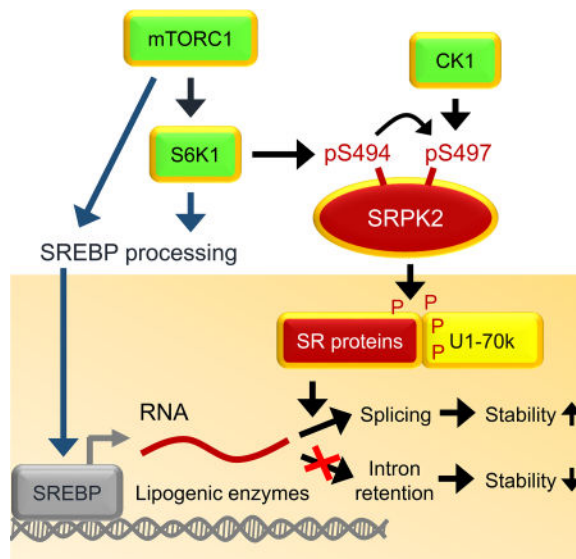 mTORC1
CK1
S6K1
pS494
pS497
SRPK2
SREBP processing
P
P
P
P
SR proteins
U1-70k
RNA
Splicing
Stability
Intron
retention
Stability
SREBP
Lipogenic enzymes